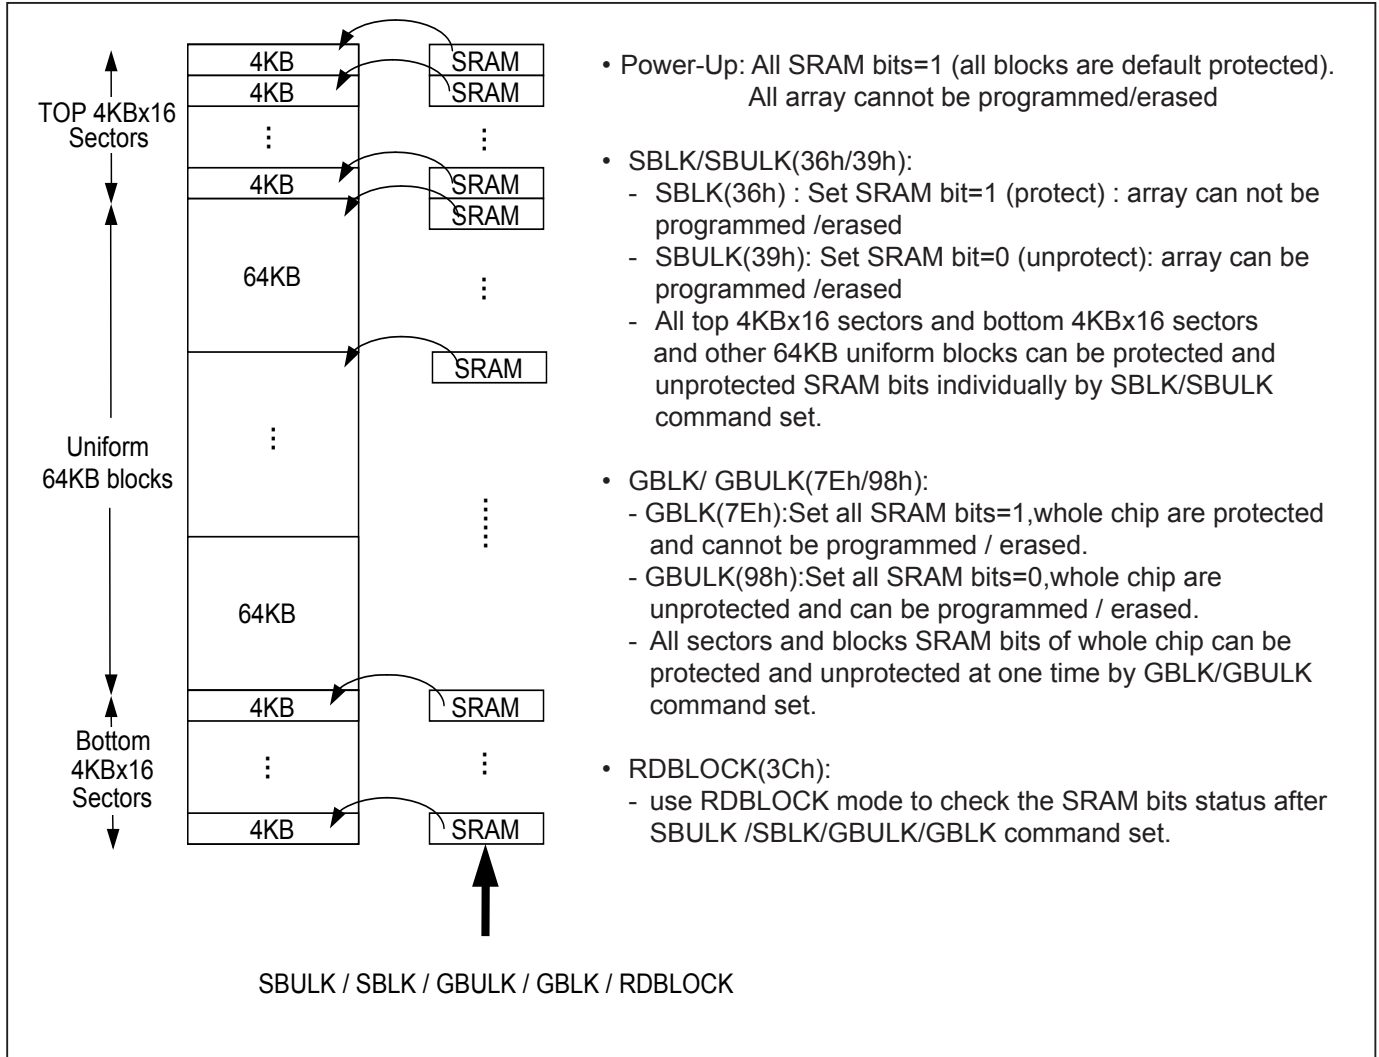 4KB
SRAM
4KB
SRAM
TOP 4KBx16
Sectors
4KB
SRAM
SRAM
64KB
SRAM
Uniform
64KB blocks
64KB
4KB
SRAM
Bottom
4KBx16
Sectors
4KB
SRAM
SBULK / SBLK / GBULK / GBLK / RDBLOCK
• Power-Up: All SRAM bits=1 (all blocks are default protected).
All array cannot be programmed/erased
• SBLK/SBULK(36h/39h):
- SBLK(36h) : Set SRAM bit=1 (protect) : array can not be
programmed /erased
- SBULK(39h): Set SRAM bit=0 (unprotect): array can be
programmed /erased
- All top 4KBx16 sectors and bottom 4KBx16 sectors
and other 64KB uniform blocks can be protected and
unprotected SRAM bits individually by SBLK/SBULK
command set.
• GBLK/ GBULK(7Eh/98h):
- GBLK(7Eh):Set all SRAM bits=1,whole chip are protected
and cannot be programmed / erased.
- GBULK(98h):Set all SRAM bits=0,whole chip are
unprotected and can be programmed / erased.
- All sectors and blocks SRAM bits of whole chip can be
protected and unprotected at one time by GBLK/GBULK
command set.
• RDBLOCK(3Ch):
- use RDBLOCK mode to check the SRAM bits status after
SBULK /SBLK/GBULK/GBLK command set.